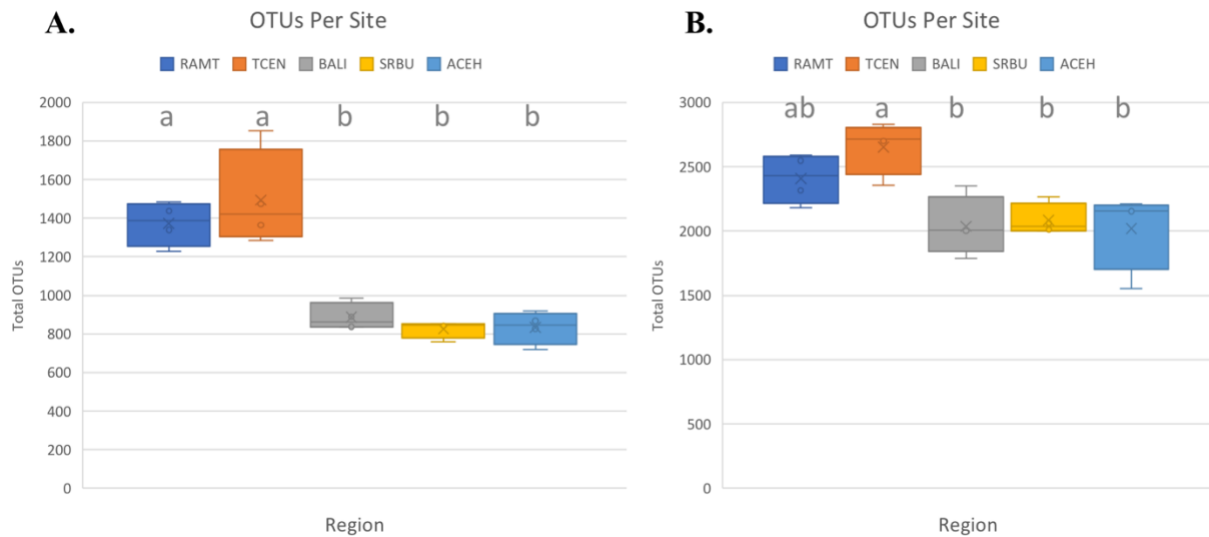 A.
OTUs Per Site
RAMT TCEN BALI SRBU ACEH
2000
1800
1600
1400
1200
1000
800
600
400
200
0
a a b b b
Total OTUs
Region
B.
OTUs Per Site
RAMT TCEN BALI SRBU ACEH
3000
2500
2000
1500
1000
500
0
ab a b b b
Total OTUs
Region